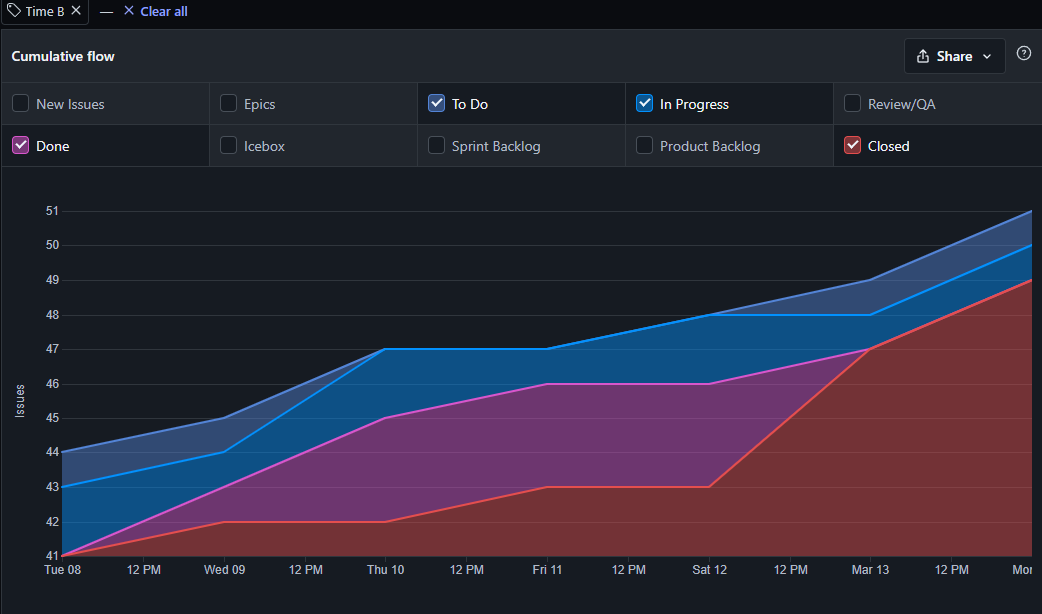 Time B × — × Clear all
Cumulative flow
Share
New Issues
Epics
To Do
In Progress
Review/QA
Done
Icebox
Sprint Backlog
Product Backlog
Closed
51
50
49
48
47
46
45
44
43
42
41
Issues
Tue 08 12 PM Wed 09 12 PM Thu 10 12 PM Fri 11 12 PM Sat 12 12 PM Mar 13 12 PM Mon